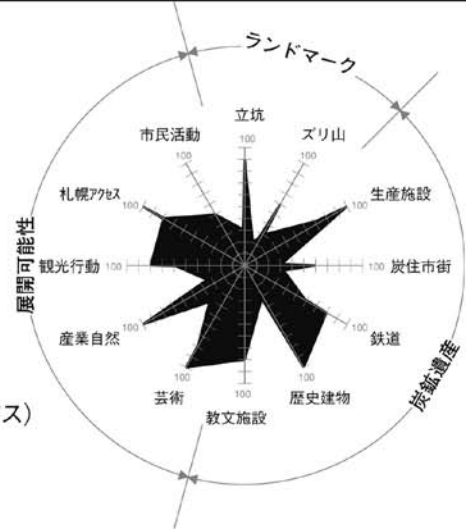 ランドマーク
立坑
100
市民活動
100
ズリ山
100
札幌アクセス
100
生産施設
100
展開可能性
観光行動
100
炭住市街
100
産業自然
100
鉄道
100
炭鉱遺産
芸術
100
歴史建物
100
教文施設
100
ス)